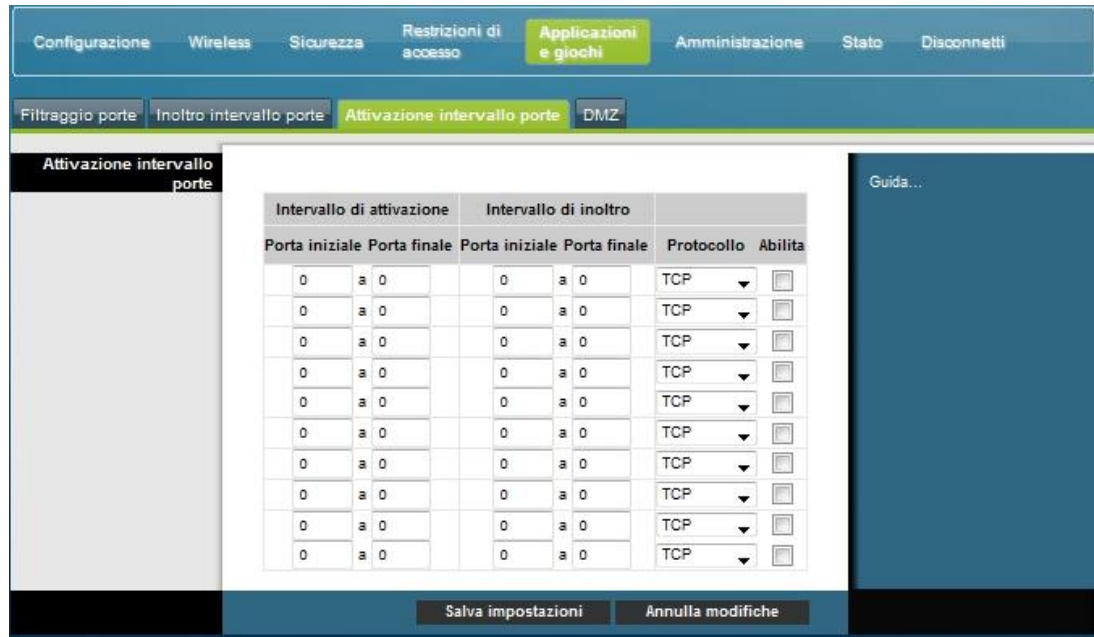 Configurazione Wireless Sicurezza Restrizioni di accesso Applicazioni e giochi Amministrazione Stato Disconnetti
Filtraggio porte Inoltro intervallo porte Attivazione intervallo porte DMZ
Attivazione intervallo
porte
Guida...
Intervallo di attivazione Intervallo di inoltro
Porta iniziale Porta finale Porta iniziale Porta finale Protocollo Abilita
0 a 0 0 a 0 TCP
0 a 0 0 a 0 TCP
0 a 0 0 a 0 TCP
0 a 0 0 a 0 TCP
0 a 0 0 a 0 TCP
0 a 0 0 a 0 TCP
0 a 0 0 a 0 TCP
0 a 0 0 a 0 TCP
0 a 0 0 a 0 TCP
0 a 0 0 a 0 TCP
Salva impostazioni Annulla modifiche